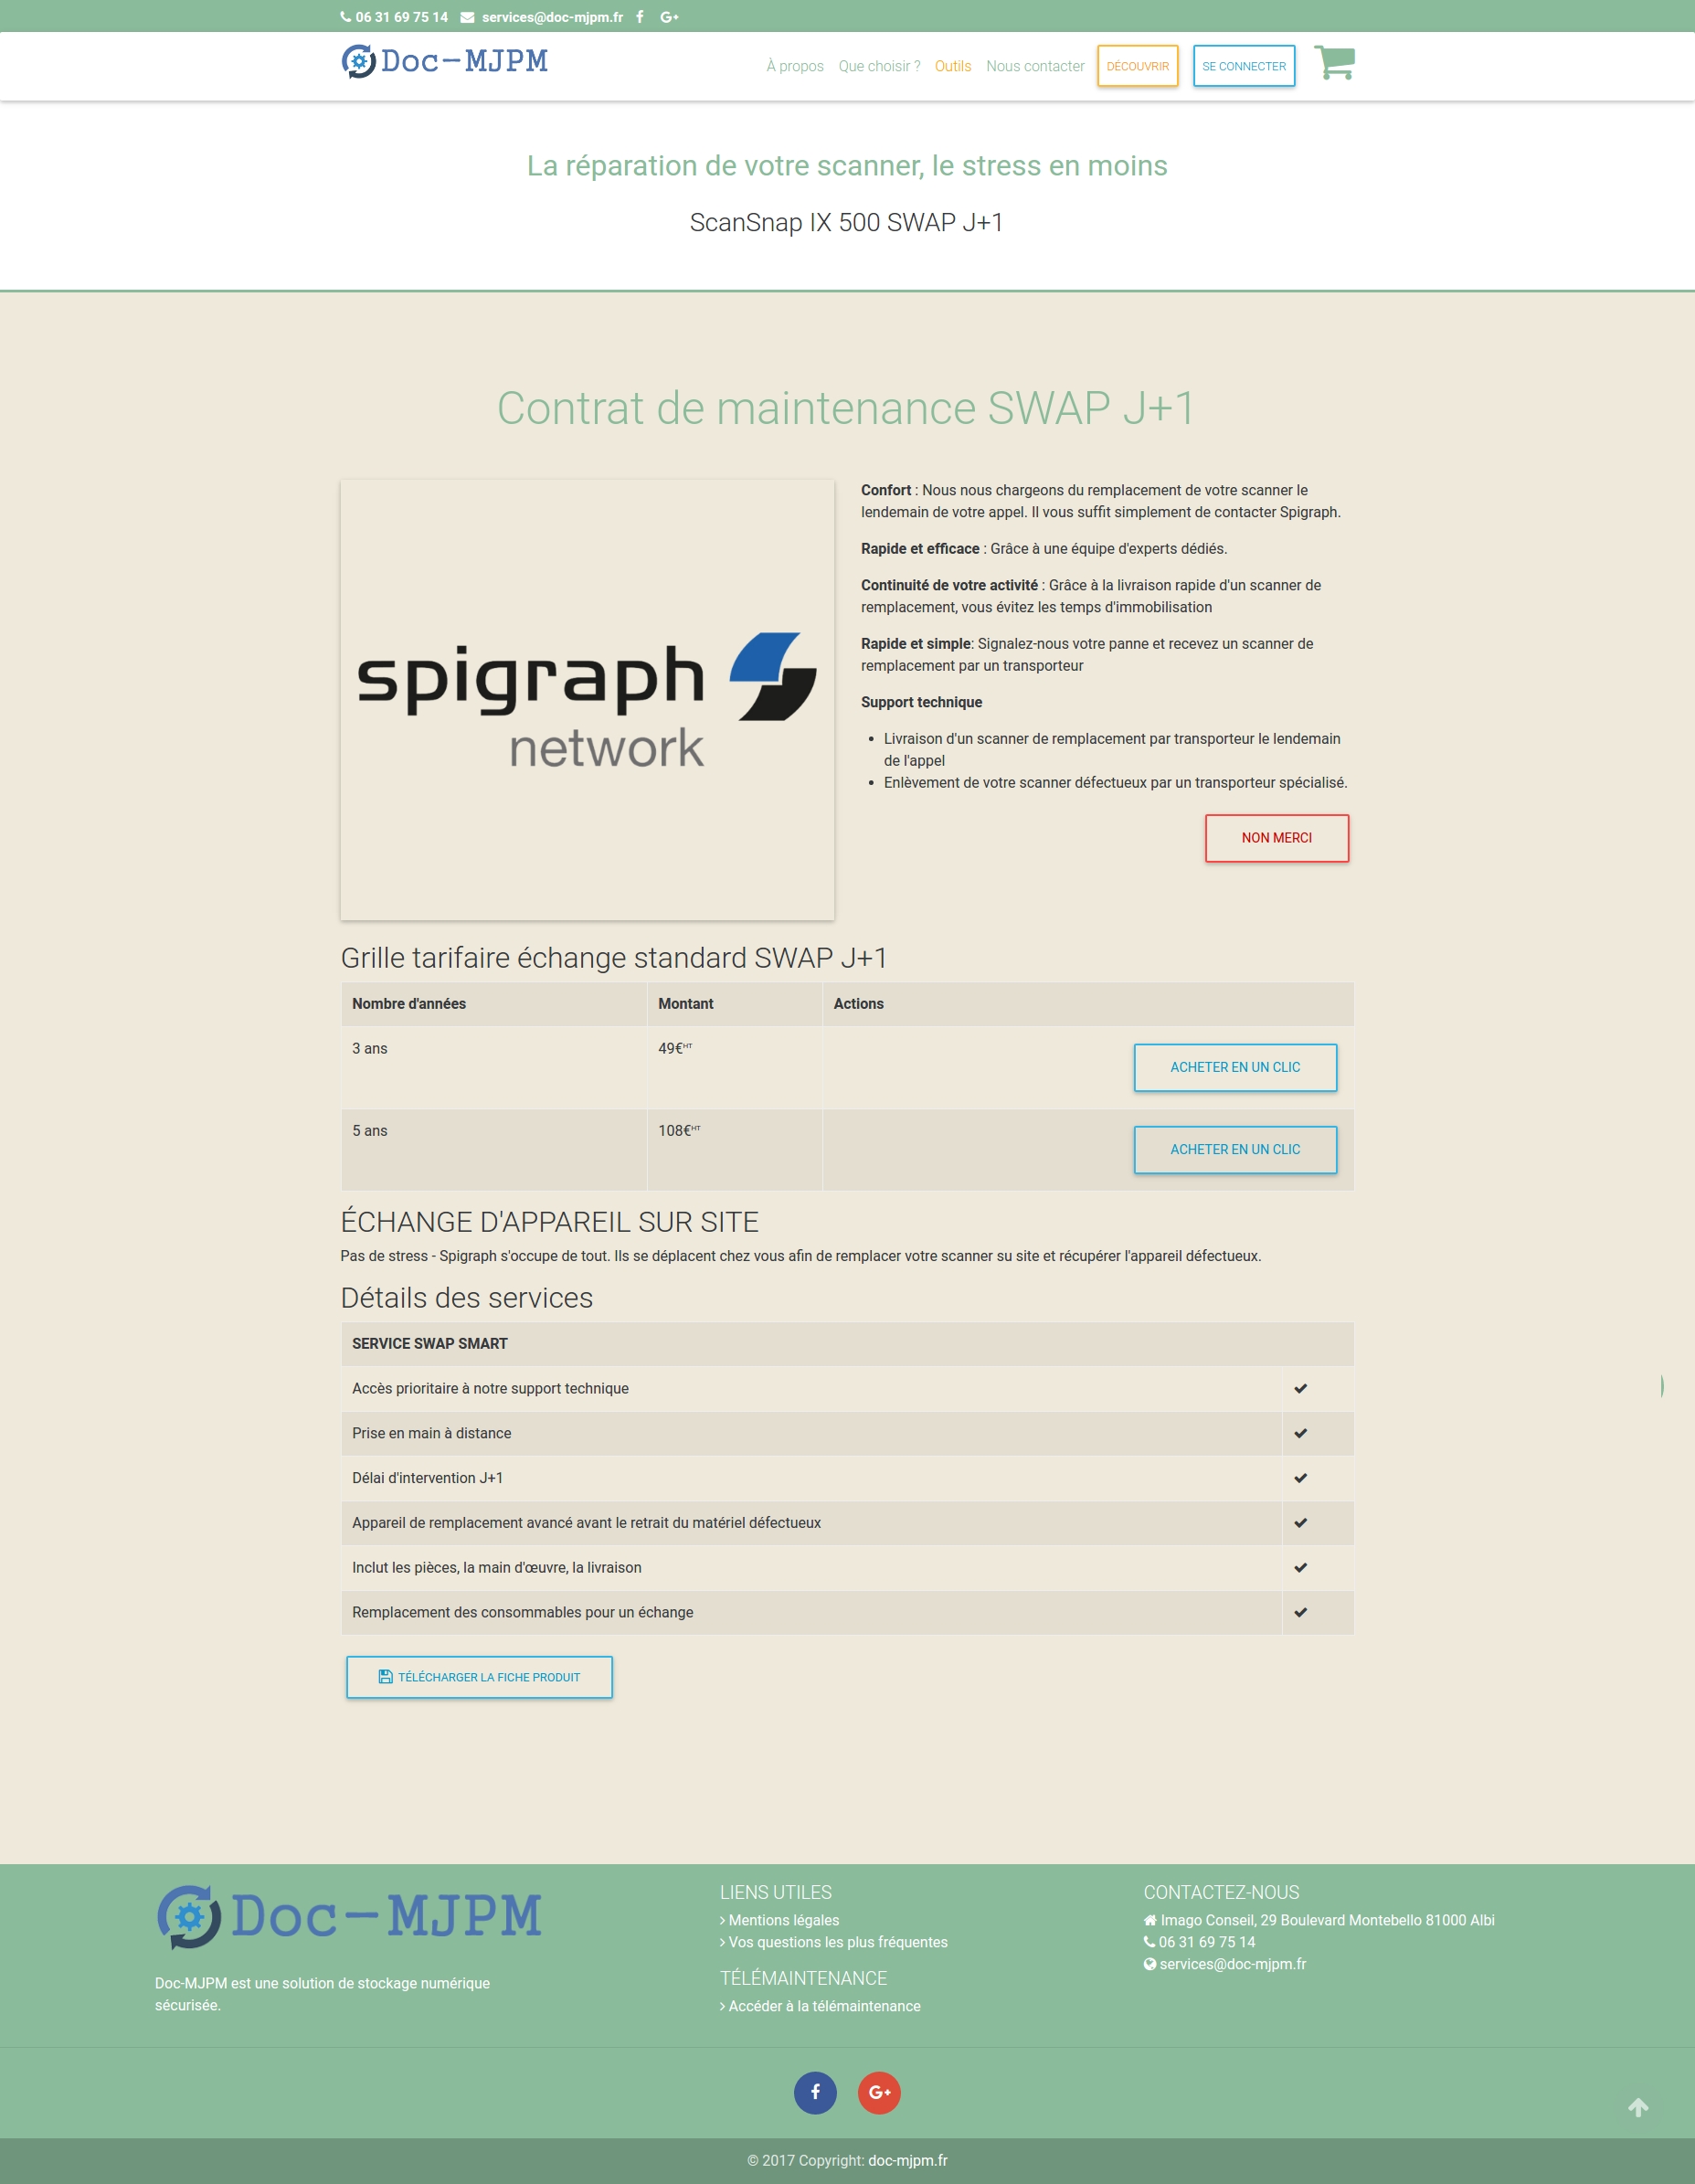 06 31 69 75 14 services@doc-mjpm.fr f G+
Doc-MJPM
À propos Que choisir ? Outils Nous contacter DÉCOUVRIR SE CONNECTER
La réparation de votre scanner, le stress en moins
ScanSnap IX 500 SWAP J+1
Contrat de maintenance SWAP J+1
spigraph
network
Confort : Nous nous chargeons du remplacement de votre scanner le
lendemain de votre appel. Il vous suffit simplement de contacter Spigraph.
Rapide et efficace : Grâce à une équipe d'experts dédiés.
Continuité de votre activité : Grâce à la livraison rapide d'un scanner de
remplacement, vous évitez les temps d'immobilisation
Rapide et simple: Signalez-nous votre panne et recevez un scanner de
remplacement par un transporteur
Support technique
Livraison d'un scanner de remplacement par transporteur le lendemain
de l'appel
Enlèvement de votre scanner défectueux par un transporteur spécialisé.
NON MERCI
Grille tarifaire échange standard SWAP J+1
Nombre d'années Montant Actions
3 ans 49€HT ACHETER EN UN CLIC
5 ans 108€HT ACHETER EN UN CLIC
ÉCHANGE D'APPAREIL SUR SITE
Pas de stress - Spigraph s'occupe de tout. Ils se déplacent chez vous afin de remplacer votre scanner su site et récupérer l'appareil défectueux.
Détails des services
SERVICE SWAP SMART
Accès prioritaire à notre support technique
Prise en main à distance
Délai d'intervention J+1
Appareil de remplacement avancé avant le retrait du matériel défectueux
Inclut les pièces, la main d'œuvre, la livraison
Remplacement des consommables pour un échange
TÉLÉCHARGER LA FICHE PRODUIT
Doc-MJPM
Doc-MJPM est une solution de stockage numérique
sécurisée.
LIENS UTILES
Mentions légales
Vos questions les plus fréquentes
TÉLÉMAINTENANCE
Accéder à la télémaintenance
CONTACTEZ-NOUS
Imago Conseil, 29 Boulevard Montebello 81000 Albi
06 31 69 75 14
services@doc-mjpm.fr
f G+
© 2017 Copyright: doc-mjpm.fr